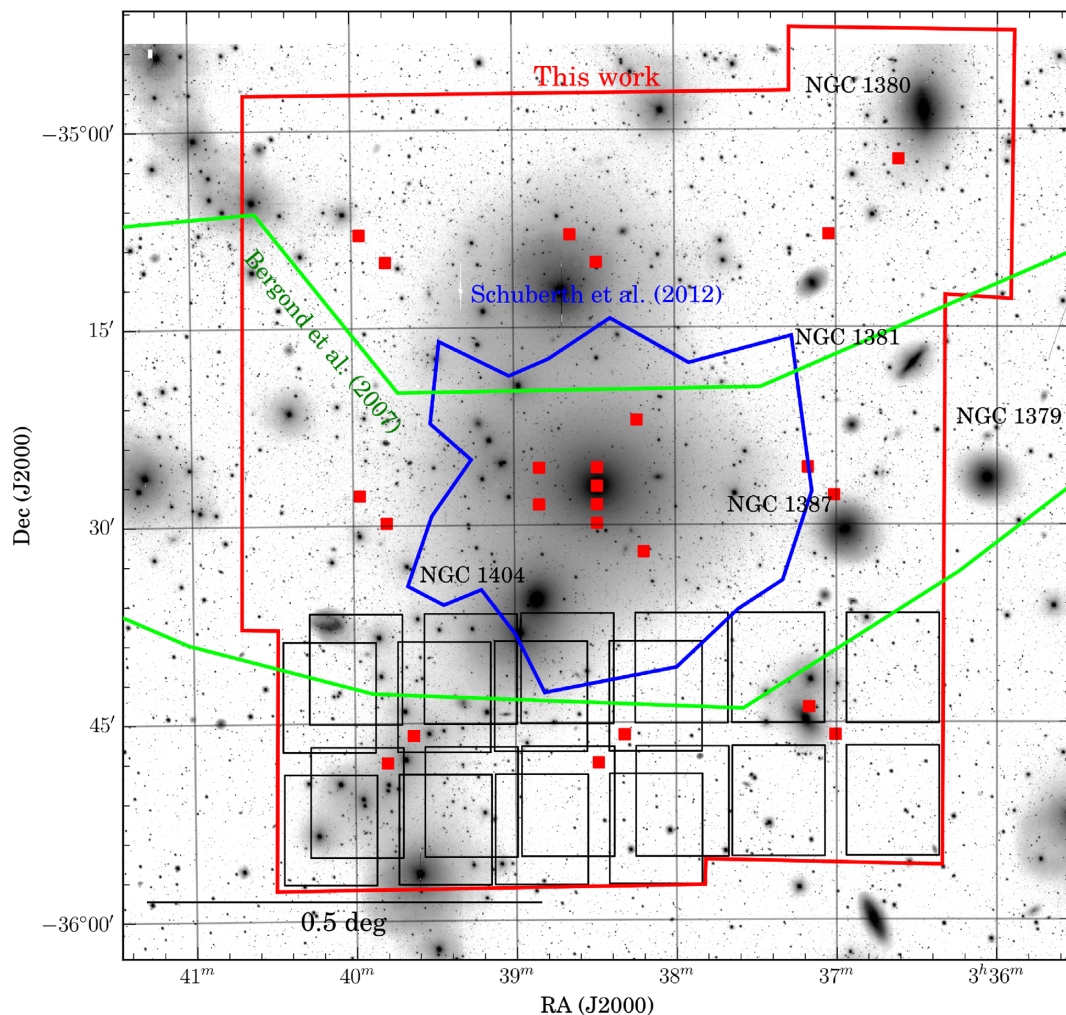 This work
NGC 1380
−35°00′
Bergond et al. (2007)
Schuberth et al. (2012)
15′
NGC 1381
NGC 1379
Dec (J2000)
30′
NGC 1387
NGC 1404
45′
−36°00′
0.5 deg
41ᵐ
40ᵐ
39ᵐ
38ᵐ
37ᵐ
3ʰ36ᵐ
RA (J2000)